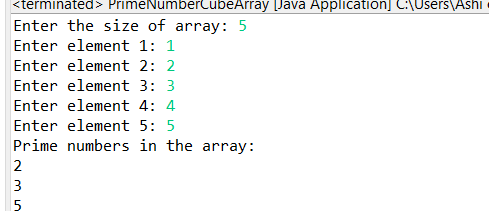 <terminated> PrimeNumberCubeArray [Java Application] C:\Users\Ashi
Enter the size of array: 5
Enter element 1: 1
Enter element 2: 2
Enter element 3: 3
Enter element 4: 4
Enter element 5: 5
Prime numbers in the array:
2
3
5